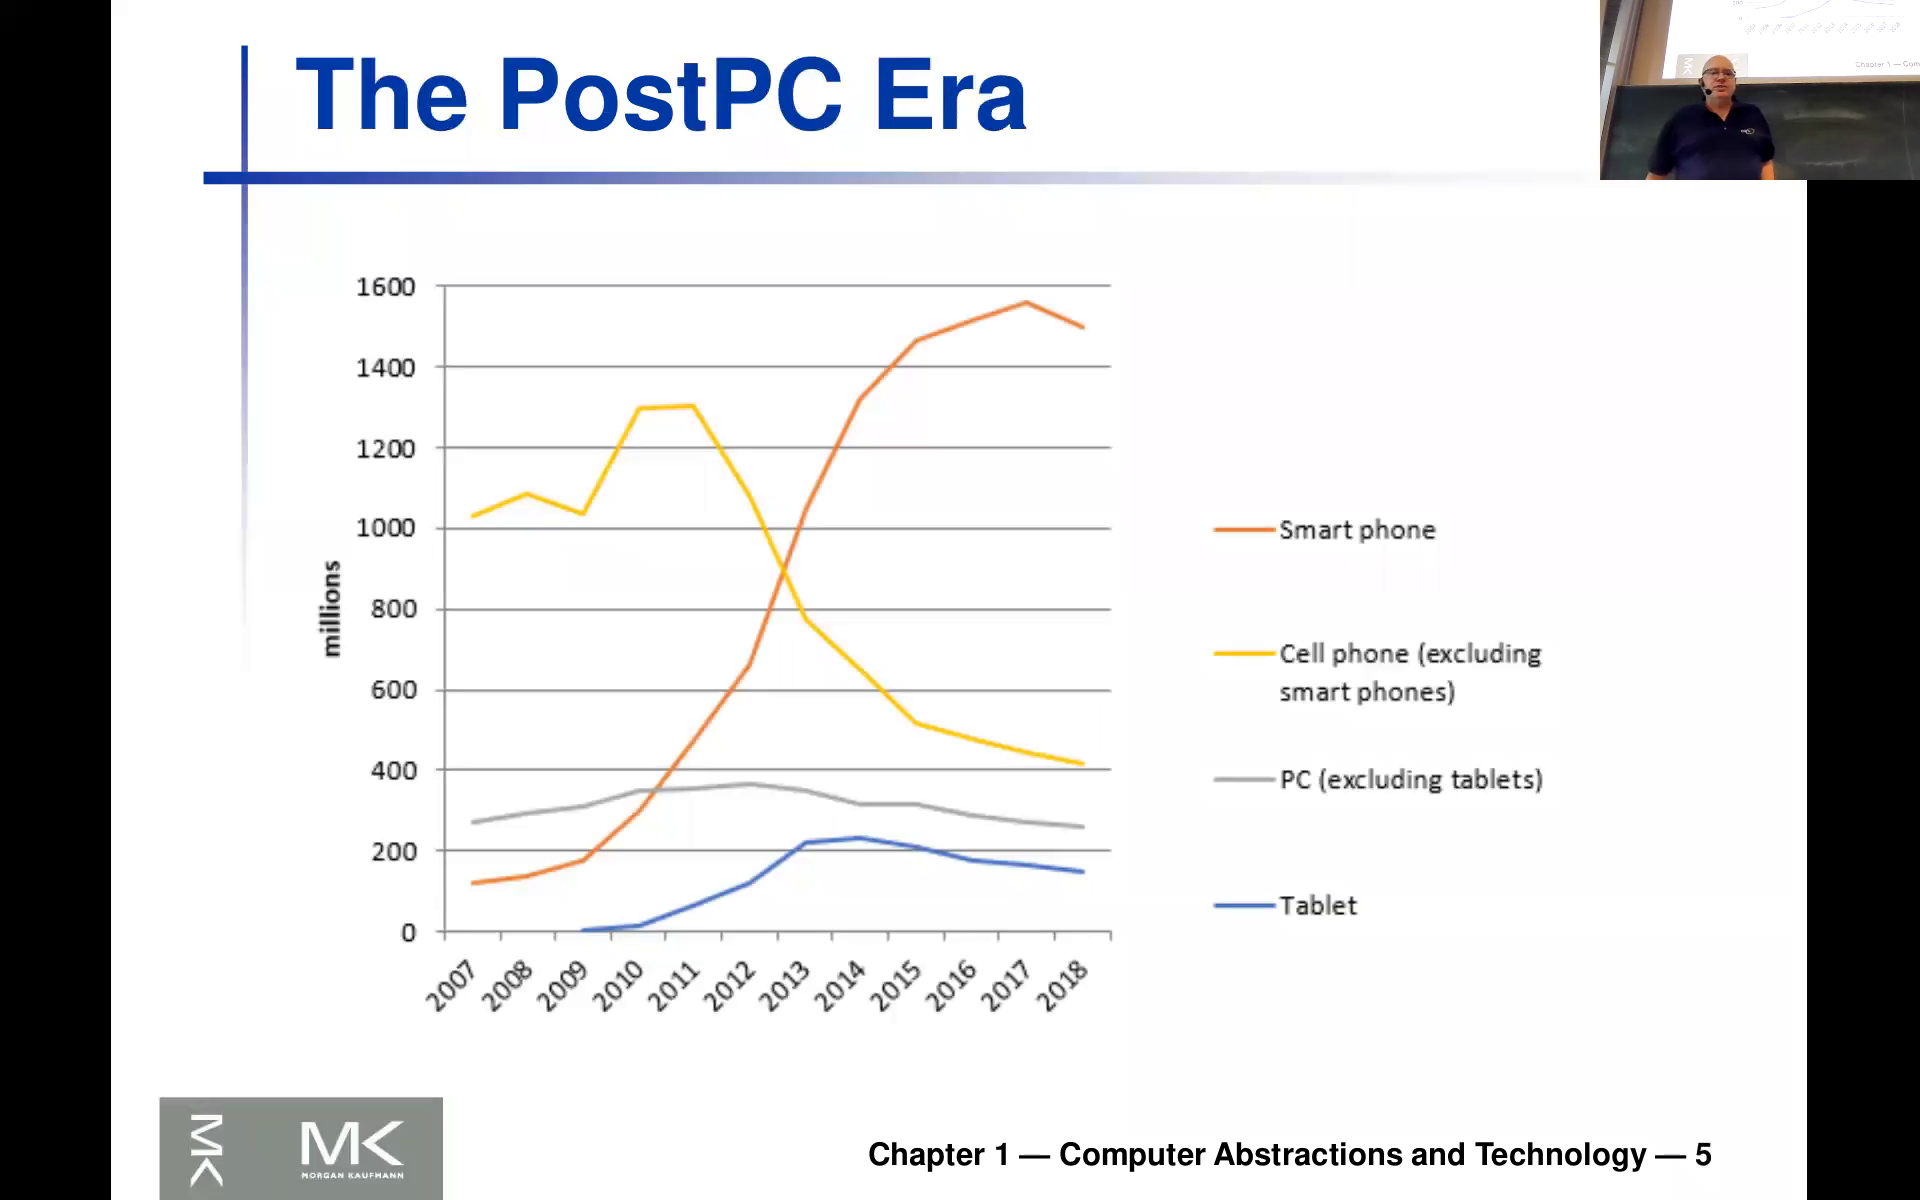 The PostPC Era
1600
1400
1200
1000
800
600
400
200
0
millions
2007
2008
2009
2010
2011
2012
2013
2014
2015
2016
2017
2018
Smart phone
Cell phone (excluding
smart phones)
PC (excluding tablets)
Tablet
MK
MK
MORGAN KAUFMANN
Chapter 1 — Computer Abstractions and Technology — 5